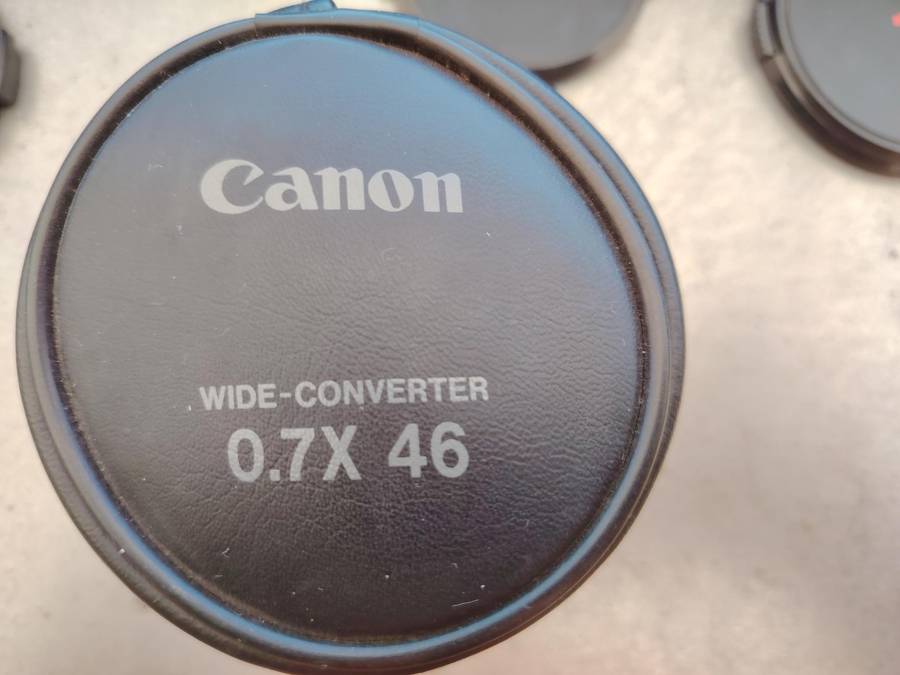 Canon
WIDE-CONVERTER
0.7X 46